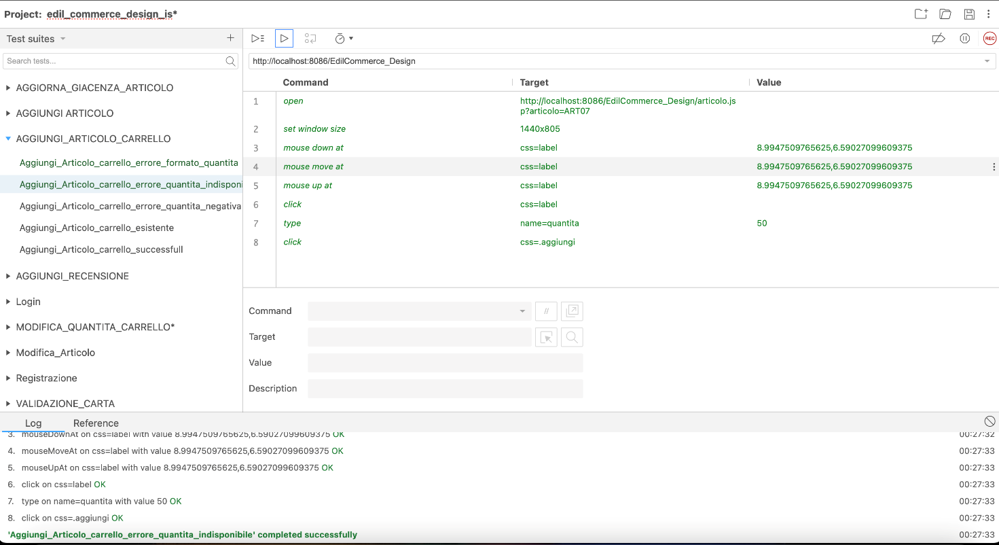 Project: edil_commerce_design_is*
Test suites
Search tests...
AGGIORNA_GIACENZA_ARTICOLO
AGGIUNGI ARTICOLO
AGGIUNGI_ARTICOLO_CARRELLO
Aggiungi_Articolo_carrello_errore_formato_quantita
Aggiungi_Articolo_carrello_errore_quantita_indisponi
Aggiungi_Articolo_carrello_errore_quantita_negativa
Aggiungi_Articolo_carrello_esistente
Aggiungi_Articolo_carrello_successfull
AGGIUNGI_RECENSIONE
Login
MODIFICA_QUANTITA_CARRELLO*
Modifica_Articolo
Registrazione
VALIDAZIONE_CARTA
REC
http://localhost:8086/EdilCommerce_Design
Command Target Value
1 open http://localhost:8086/EdilCommerce_Design/articolo.js
p?articolo=ART07
2 set window size 1440x805
3 mouse down at css=label 8.9947509765625,6.59027099609375
4 mouse move at css=label 8.9947509765625,6.59027099609375
5 mouse up at css=label 8.9947509765625,6.59027099609375
6 click css=label
7 type name=quantita 50
8 click css=.aggiungi
Command //
Target
Value
Description
Log Reference
3. mouseDownAt on css=label with value 8.9947509765625,6.59027099609375 OK 00:27:32
4. mouseMoveAt on css=label with value 8.9947509765625,6.59027099609375 OK 00:27:33
5. mouseUpAt on css=label with value 8.9947509765625,6.59027099609375 OK 00:27:33
6. click on css=label OK 00:27:33
7. type on name=quantita with value 50 OK 00:27:33
8. click on css=.aggiungi OK 00:27:33
'Aggiungi_Articolo_carrello_errore_quantita_indisponibile' completed successfully 00:27:33